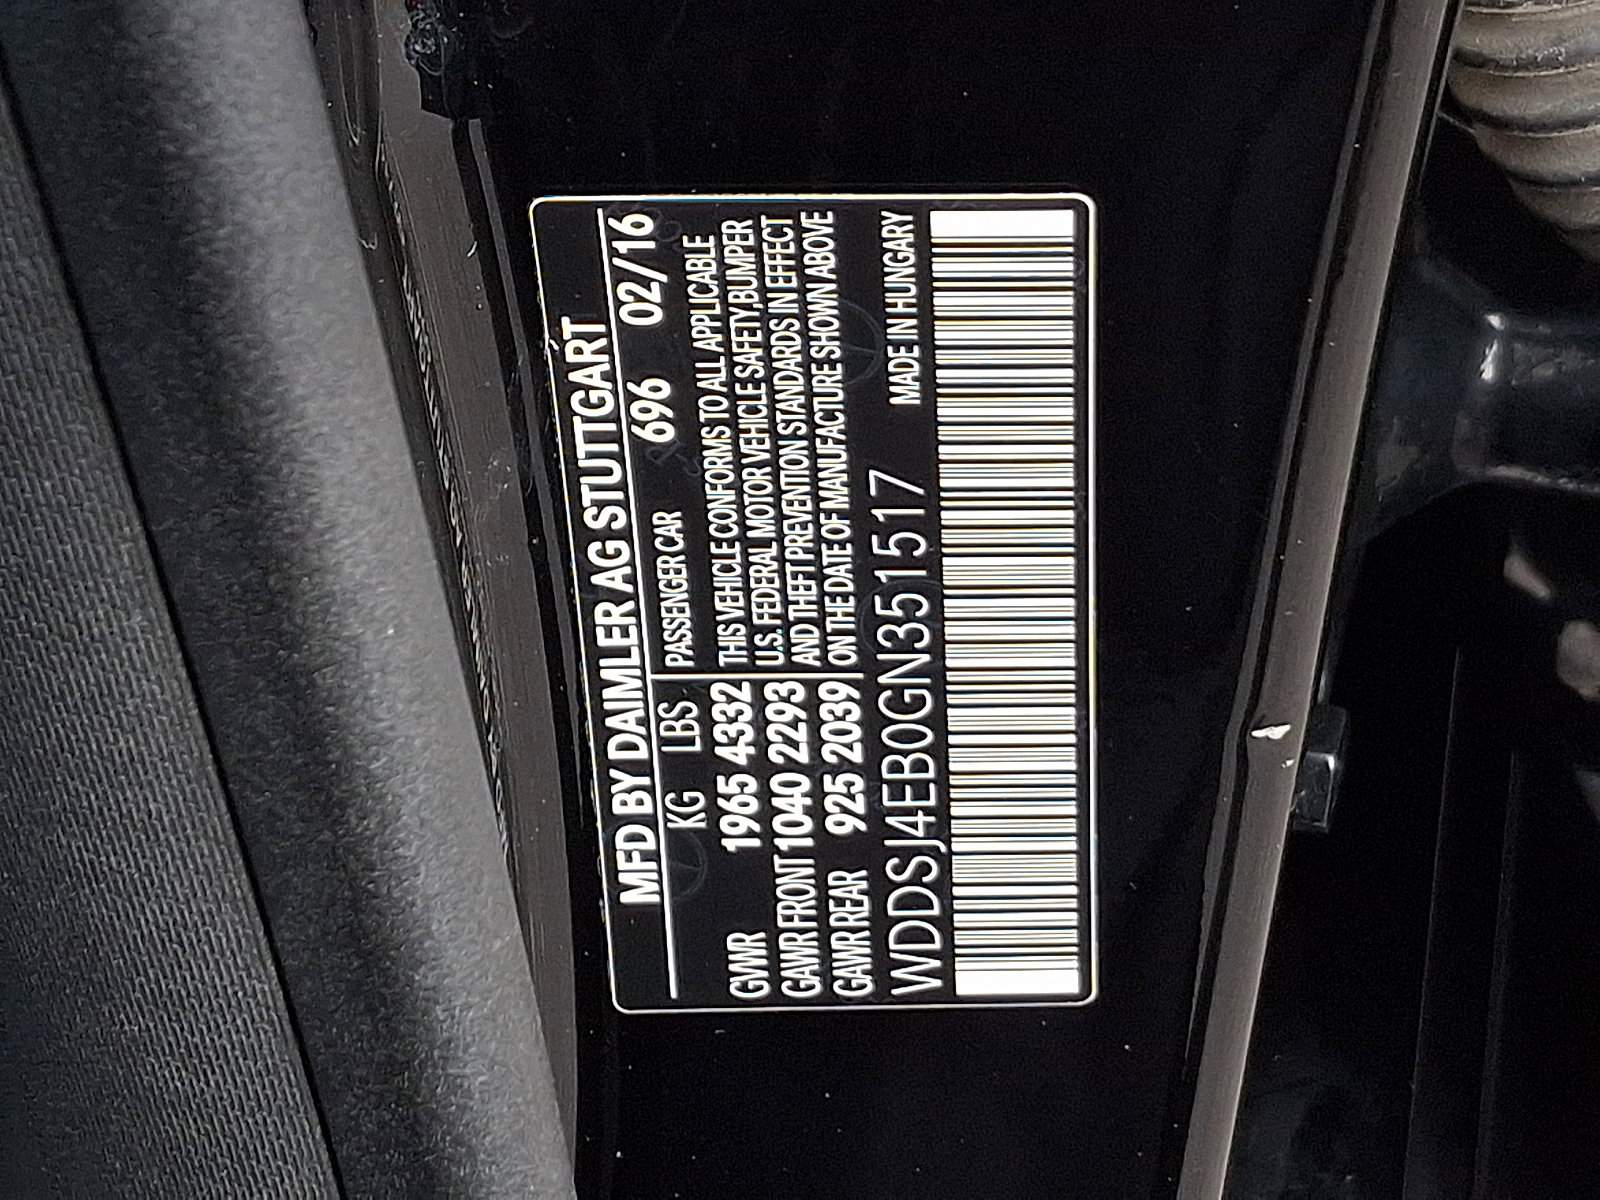 MFD BY DAIMLER AG STUTTGART
KG LBS PASSENGER CAR 696 02/16
GVWR 1965 4332 THIS VEHICLE CONFORMS TO ALL APPLICABLE
U.S. FEDERAL MOTOR VEHICLE SAFETY,BUMPER
GAWR FRONT 1040 2293 AND THEFT PREVENTION STANDARDS IN EFFECT
GAWR REAR 925 2039 ON THE DATE OF MANUFACTURE SHOWN ABOVE
WDDSJ4EB0GN351517 MADE IN HUNGARY